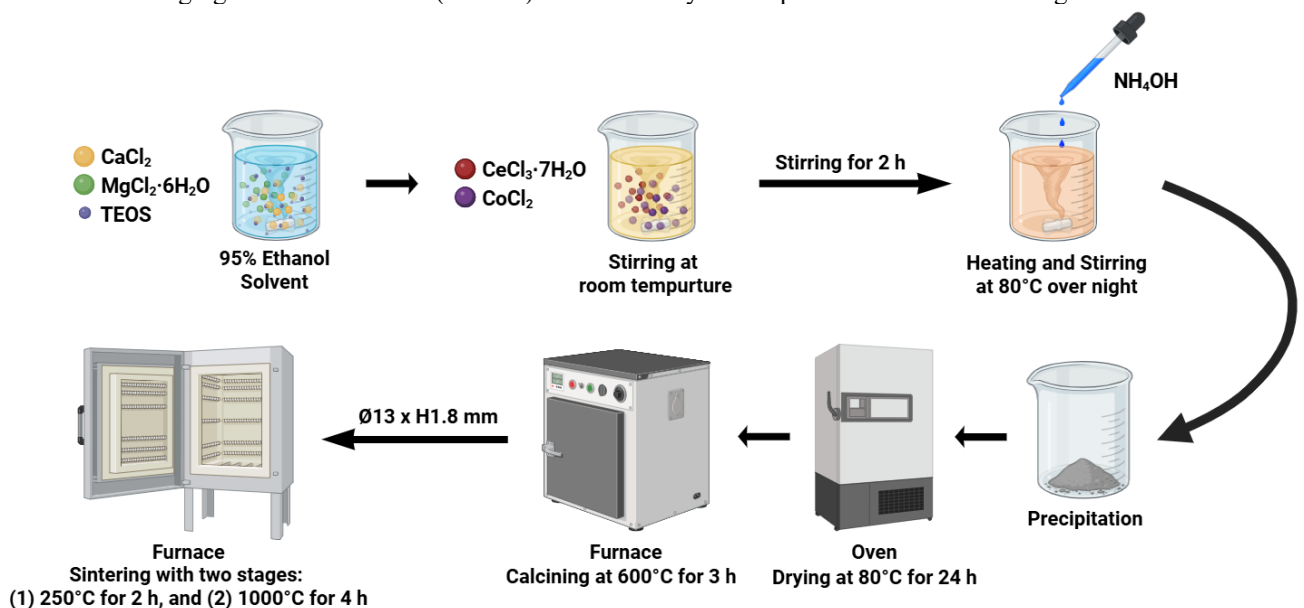 CaCl₂
MgCl₂·6H₂O
TEOS
95% Ethanol
Solvent
CeCl₃·7H₂O
CoCl₂
Stirring at
room tempurture
Stirring for 2 h
NH₄OH
Heating and Stirring
at 80°C over night
Precipitation
Oven
Drying at 80°C for 24 h
Furnace
Calcining at 600°C for 3 h
Ø13 x H1.8 mm
Furnace
Sintering with two stages:
(1) 250°C for 2 h, and (2) 1000°C for 4 h